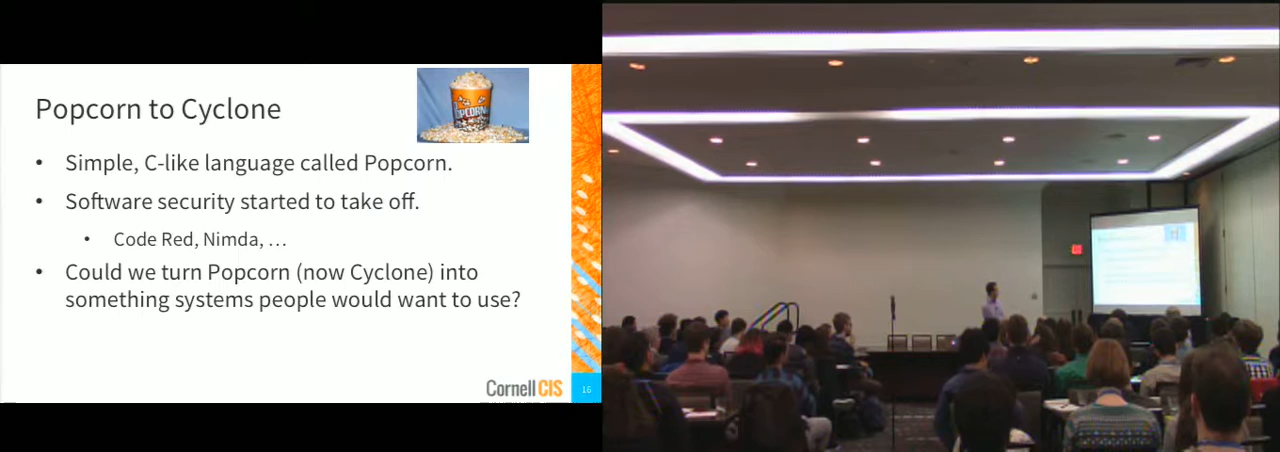 Popcorn to Cyclone
POPCORN
• Simple, C-like language called Popcorn.
• Software security started to take off.
• Code Red, Nimda, …
• Could we turn Popcorn (now Cyclone) into
something systems people would want to use?
Cornell CIS
16